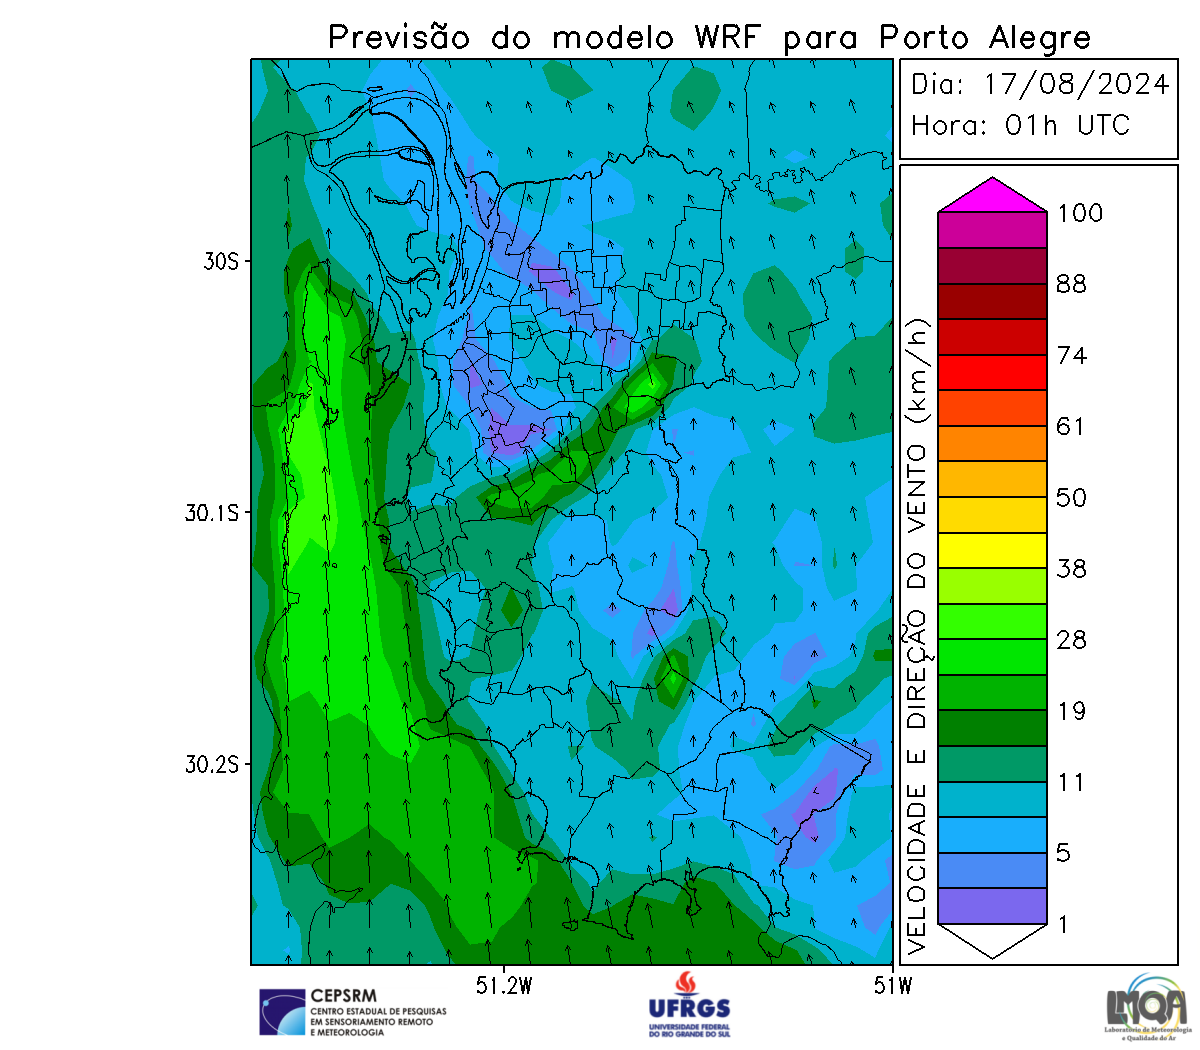 Previsão do modelo WRF para Porto Alegre
Dia: 17/08/2024
Hora: 01h UTC
30S
30.1S
30.2S
51.2W
51W
VELOCIDADE E DIREÇÃO DO VENTO (km/h)
100
88
74
61
50
38
28
19
11
5
1
CEPSRM
CENTRO ESTADUAL DE PESQUISAS
EM SENSORIAMENTO REMOTO
E METEOROLOGIA
UFRGS
UNIVERSIDADE FEDERAL
DO RIO GRANDE DO SUL
LMQA
Laboratório de Meteorologia
e Qualidade do Ar